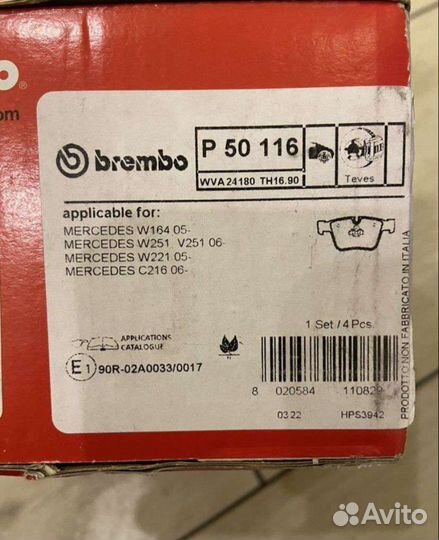 o®
om
brembo
P 50 116
WVA 24180 TH16.90
Teves
applicable for:
MERCEDES W164 05-
MERCEDES W251, V251 06-
MERCEDES W221 05-
MERCEDES C216 06-
1 Set / 4 Pcs.
APPLICATIONS
CATALOGUE
E1 90R-02A0033/0017
8 020584 110829
03 22 HPS3942
PRODOTTO NON FABBRICATO IN ITALIA
Avito